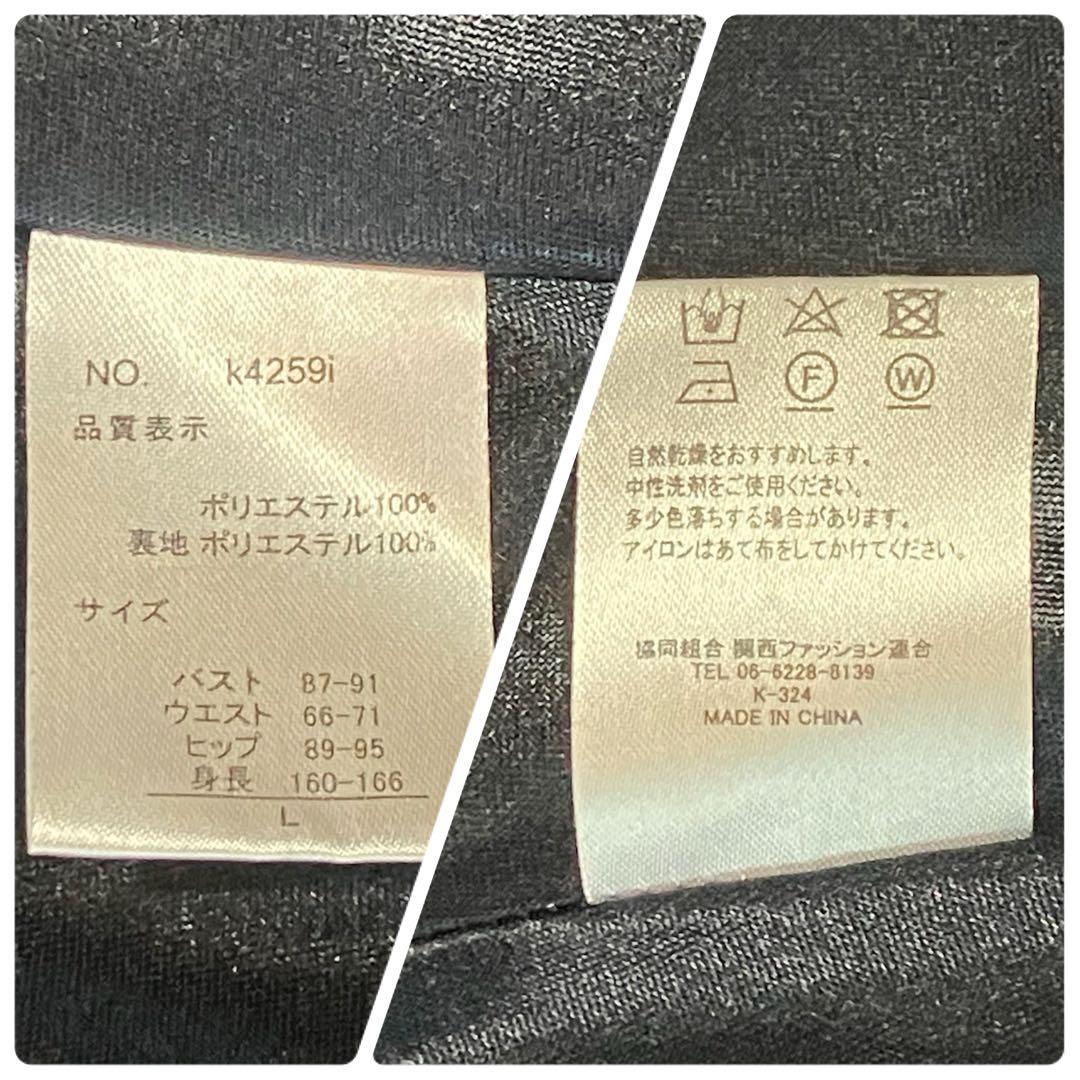 NO. k4259i
品質表示
ポリエステル100%
裏地 ポリエステル100%
サイズ
バスト 87-91
ウエスト 66-71
ヒップ 89-95
身長 160-166
L
F W
自然乾燥をおすすめします。
中性洗剤をご使用ください。
多少色落ちする場合があります。
アイロンはあて布をしてかけてください。
協同組合 関西ファッション連合
TEL 06-6228-8139
K-324
MADE IN CHINA